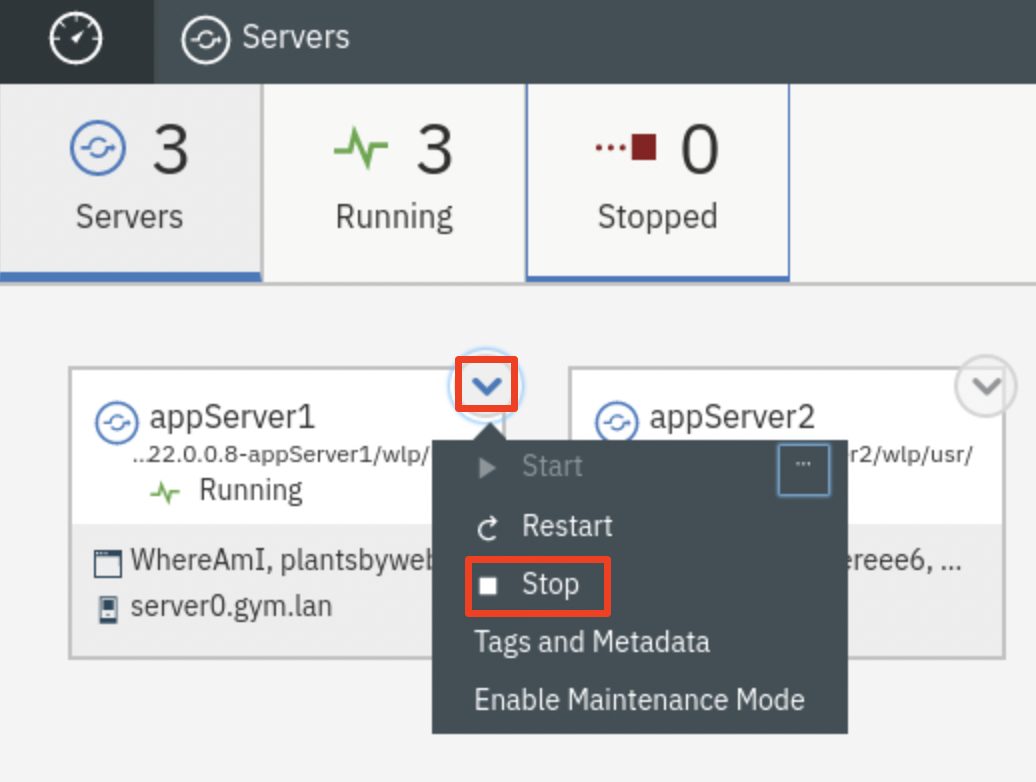 Servers
3
Servers
3
Running
0
Stopped
appServer1
...22.0.0.8-appServer1/wlp/
Running
WhereAmI, plantsbyweb
server0.gym.lan
Start
...
Restart
Stop
Tags and Metadata
Enable Maintenance Mode
appServer2
r2/wlp/usr/
ereee6, ...